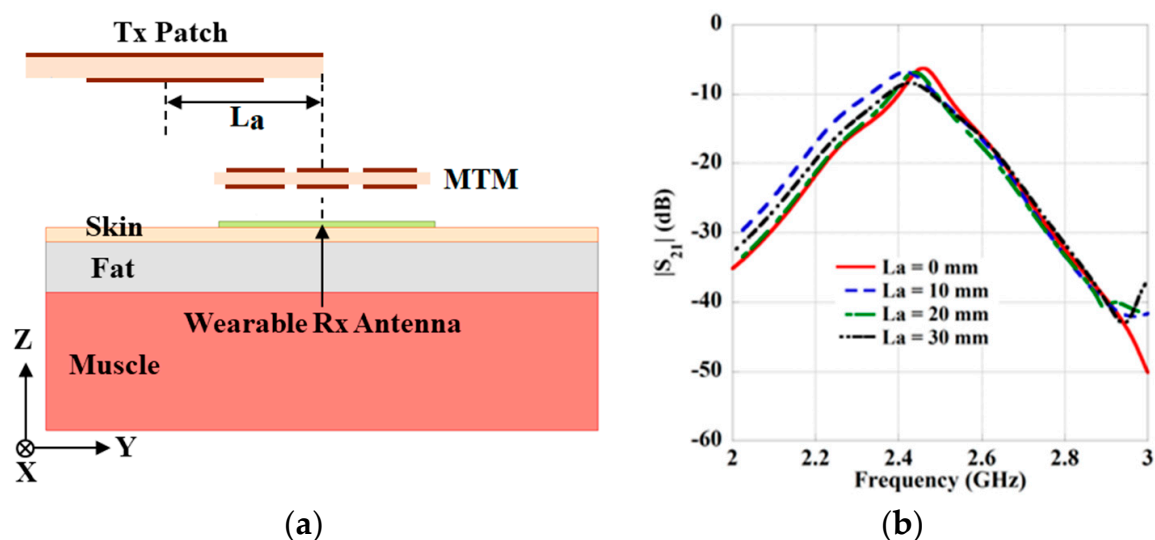 Tx Patch
La
MTM
Skin
Fat
Wearable Rx Antenna
Muscle
Z
Y
X
(a)
0
-10
-20
-30
-40
-50
-60
|S21| (dB)
La = 0 mm
La = 10 mm
La = 20 mm
La = 30 mm
2 2.2 2.4 2.6 2.8 3
Frequency (GHz)
(b)